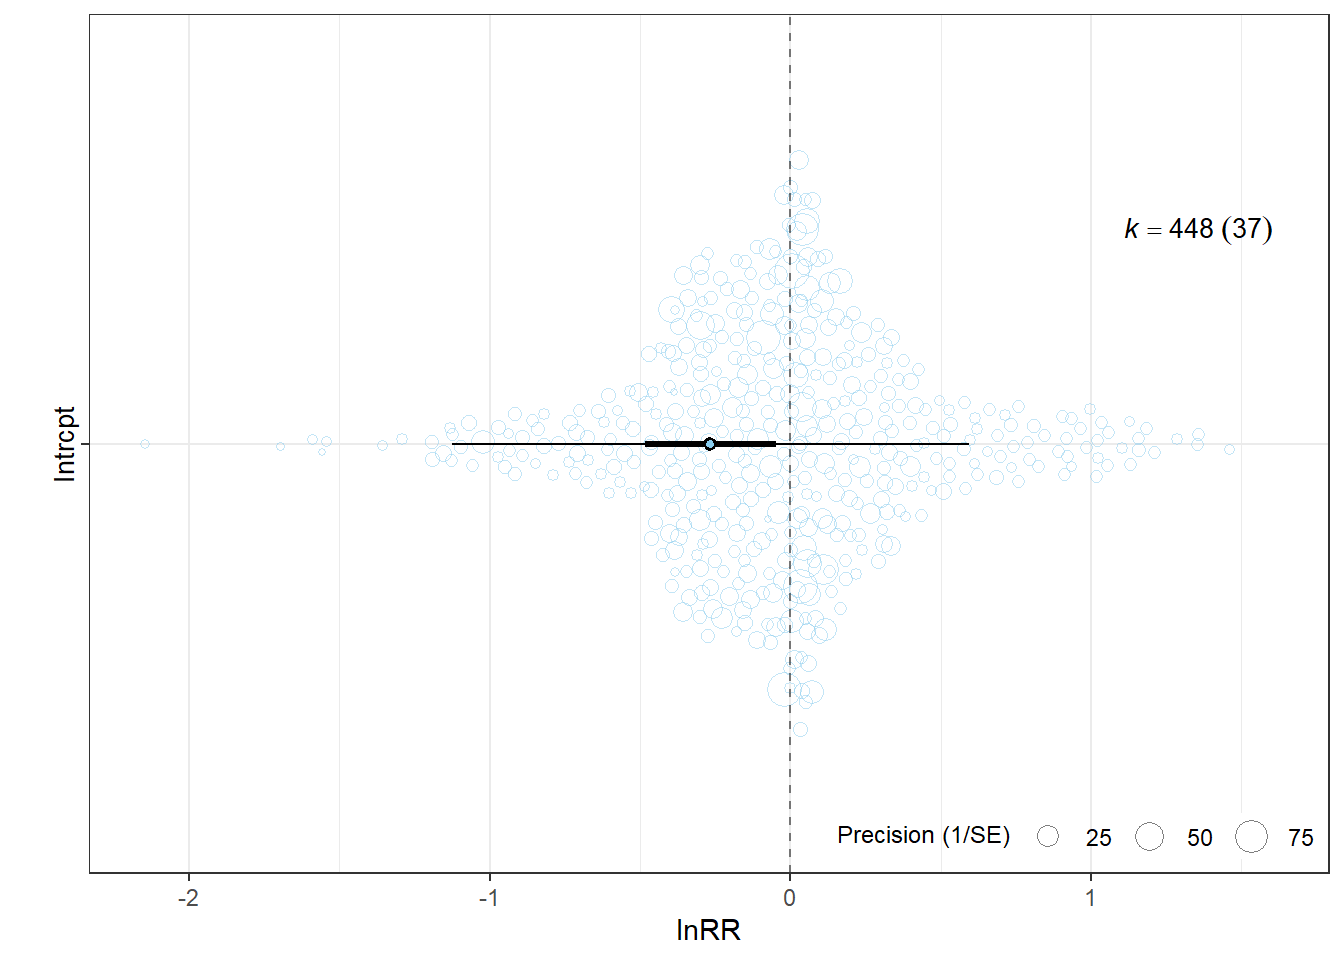 k = 448 (37)
Intrcpt
Precision (1/SE) 25 50 75
-2 -1 0 1
lnRR